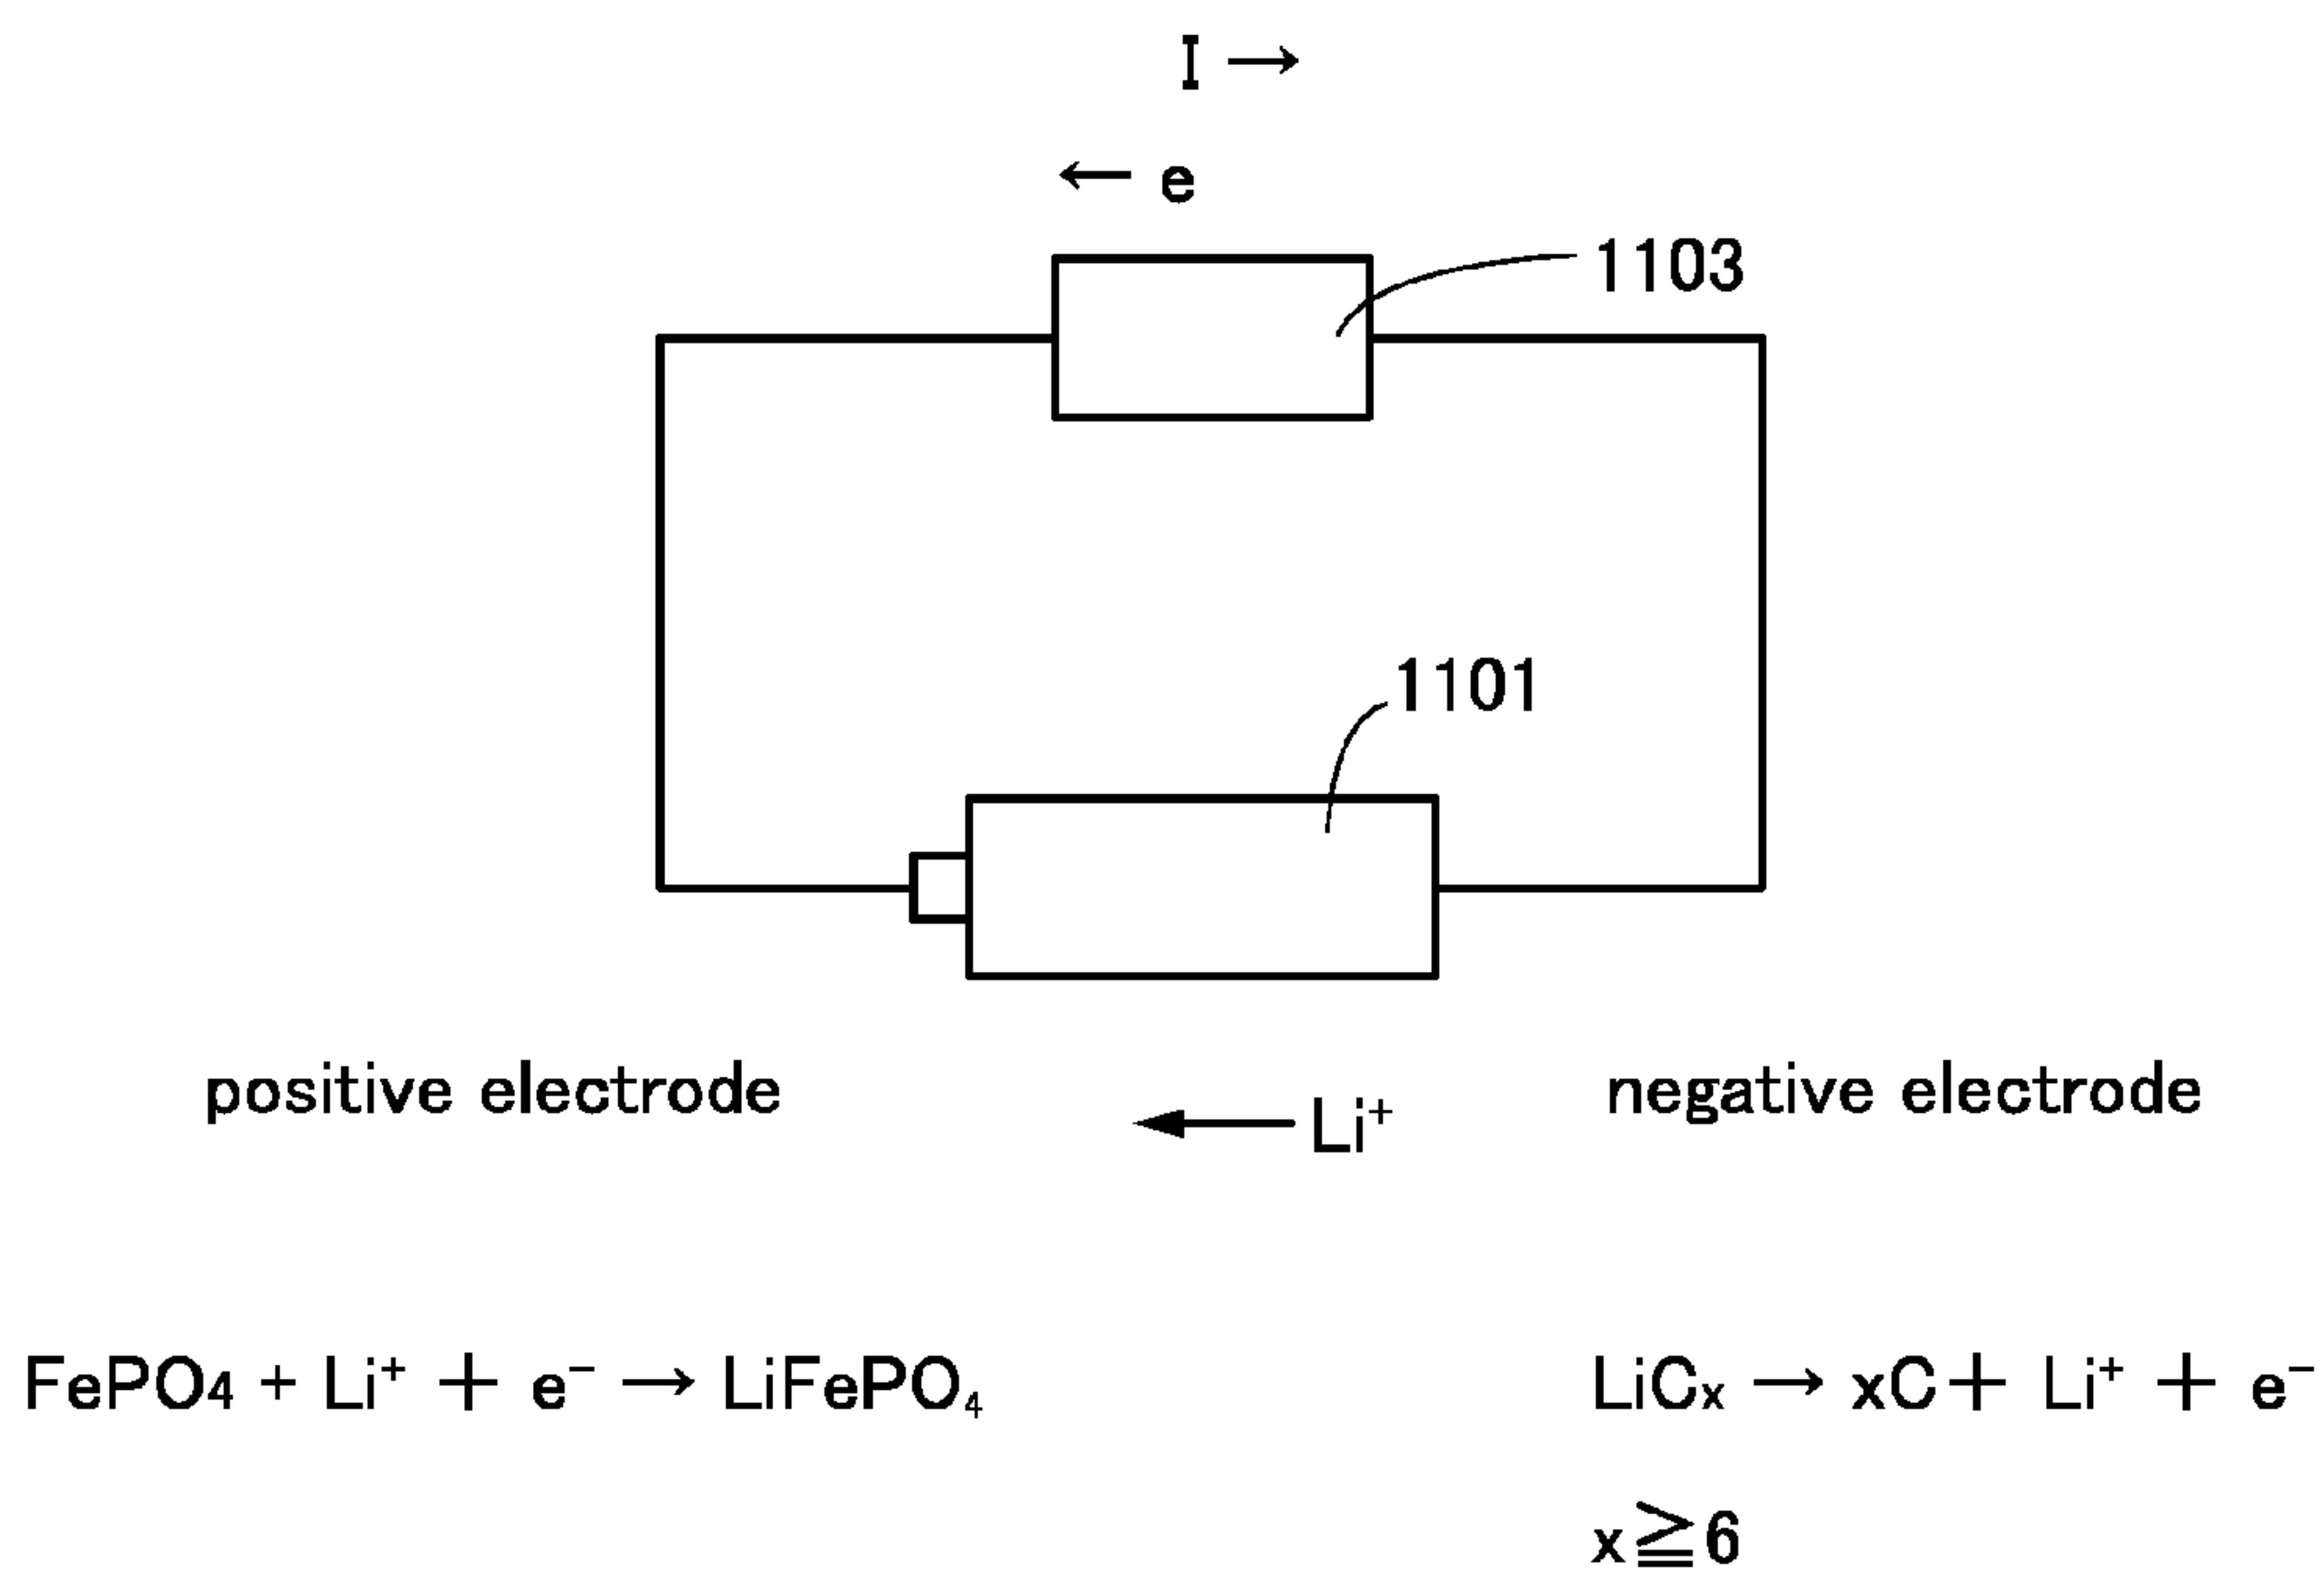 I →
← e
1103
1101
positive electrode
negative electrode
← Li⁺
FePO₄ + Li⁺ + e⁻ → LiFePO₄
LiCₓ → xC + Li⁺ + e⁻
x≧6